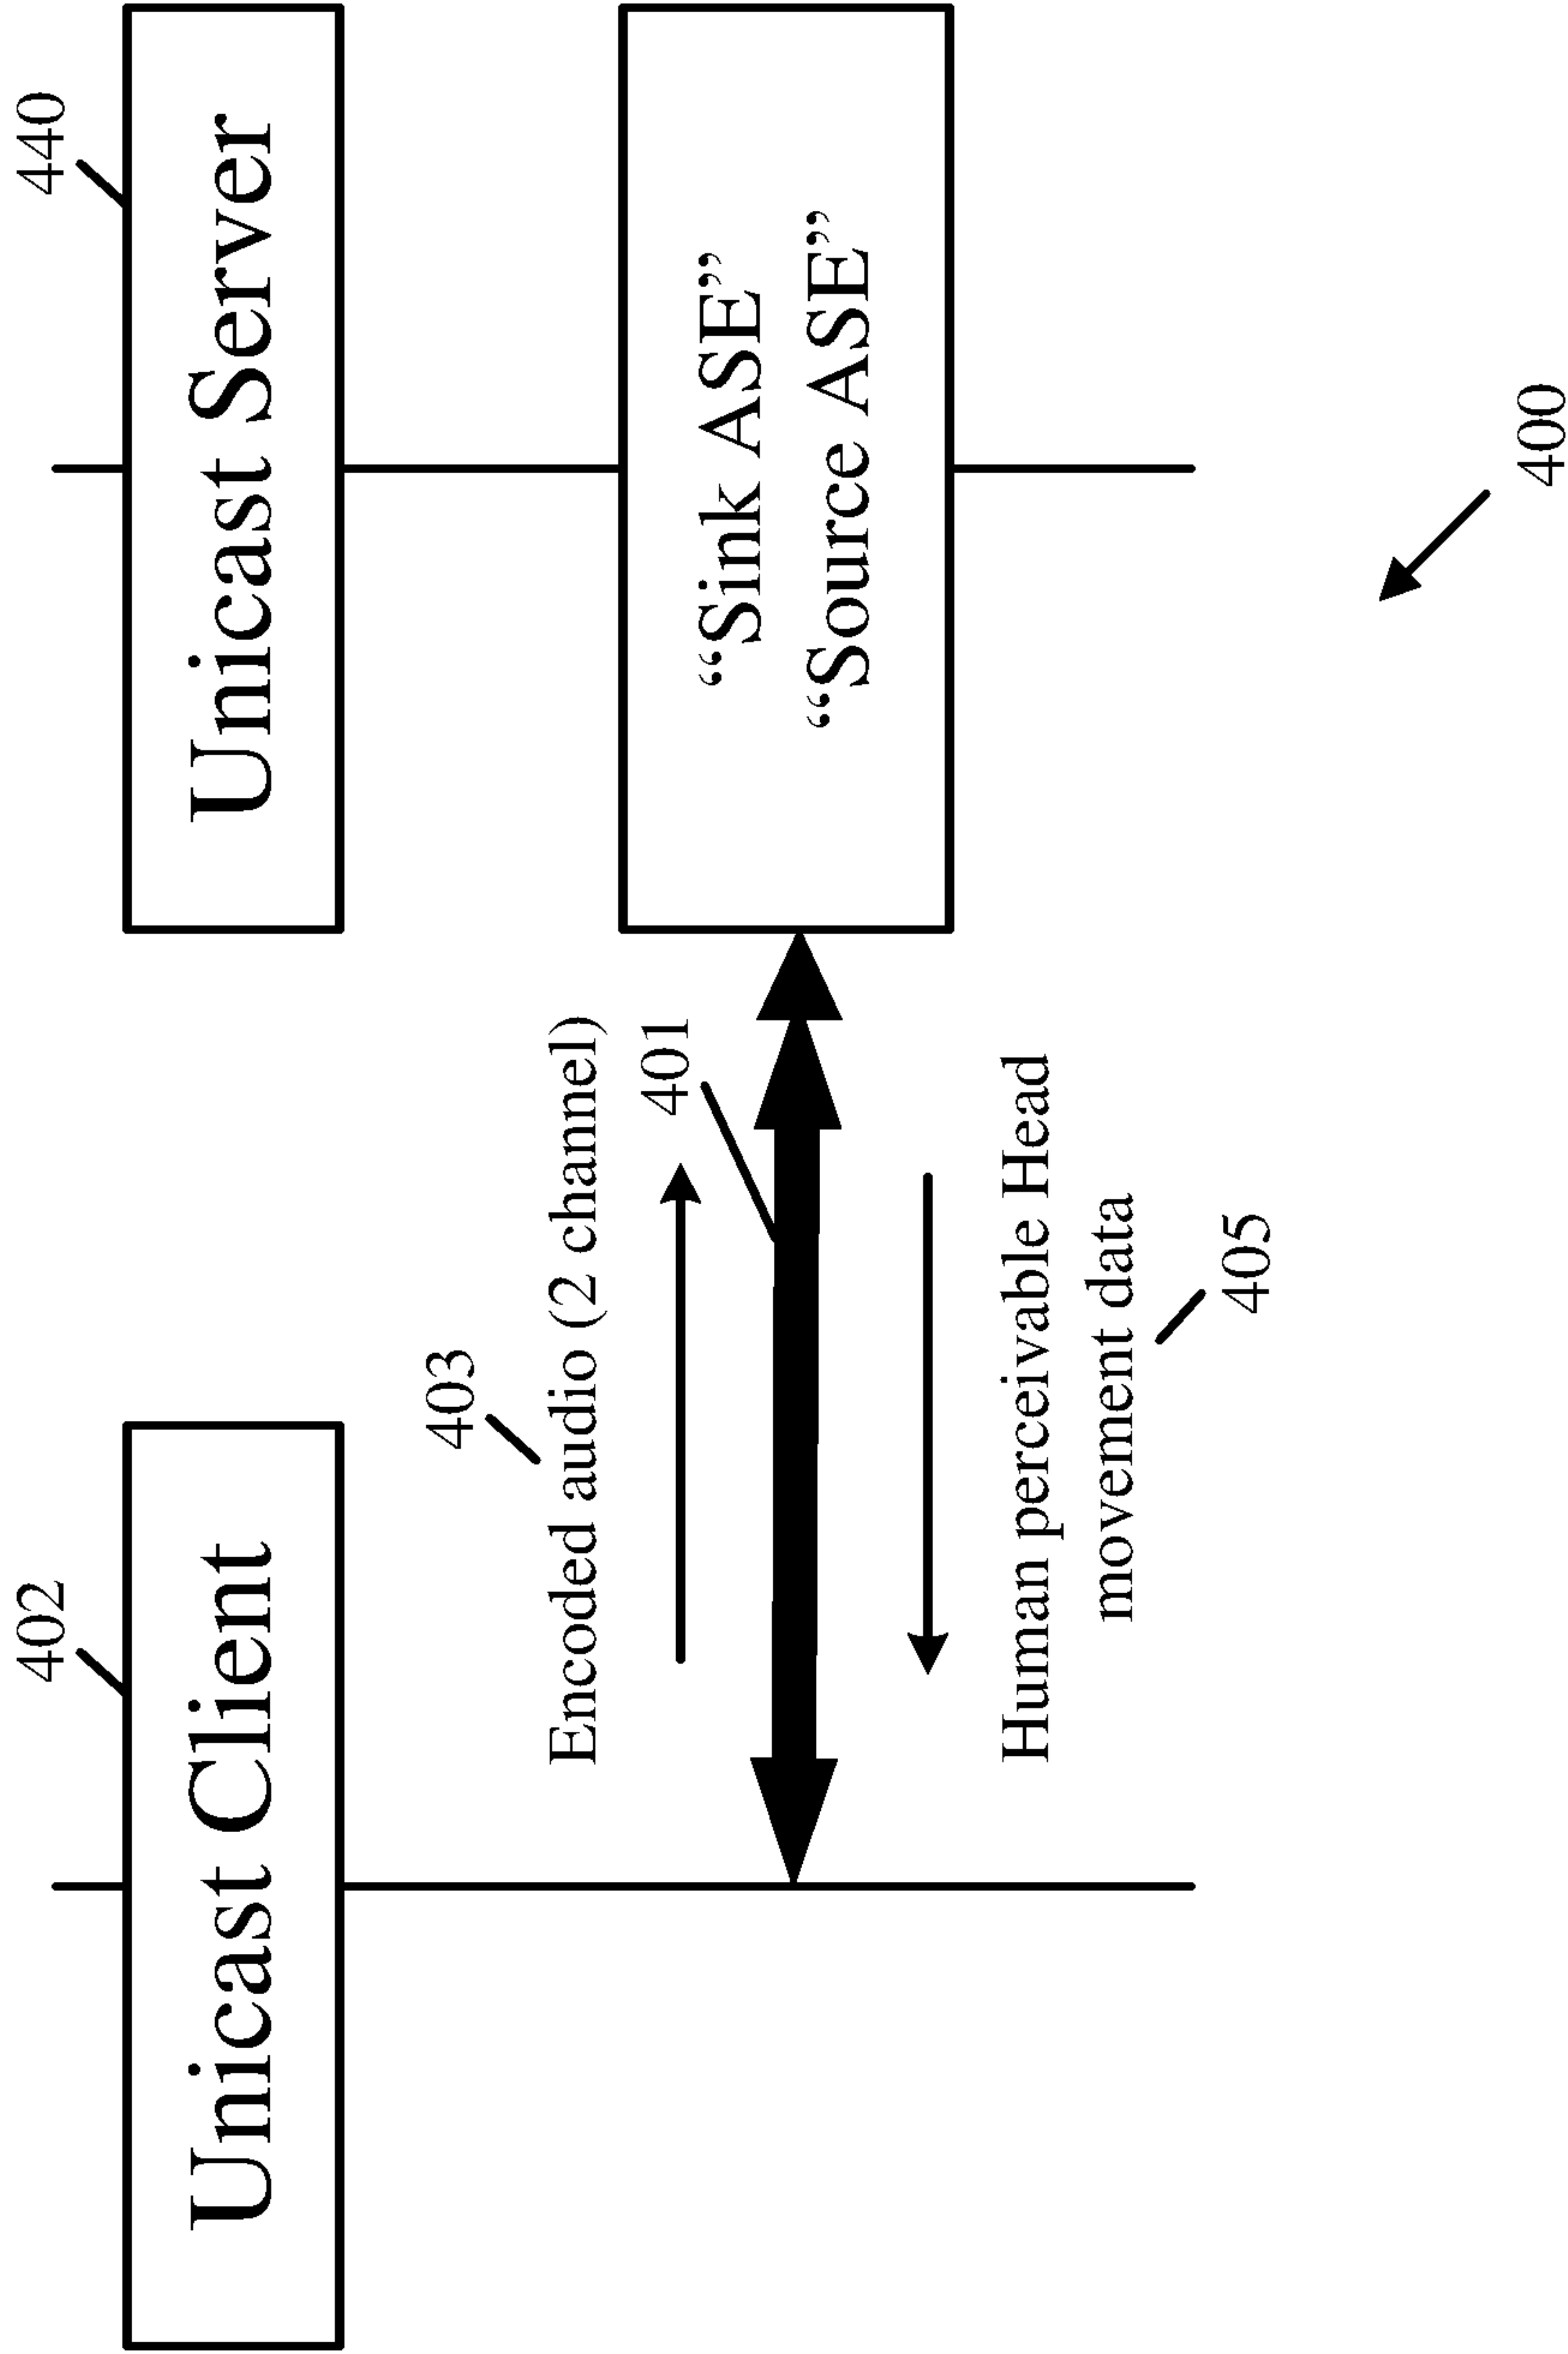 402
440
Unicast Client
Unicast Server
403
Encoded audio (2 channel)
401
“Sink ASE”
“Source ASE”
Human perceivable Head
movement data
405
400